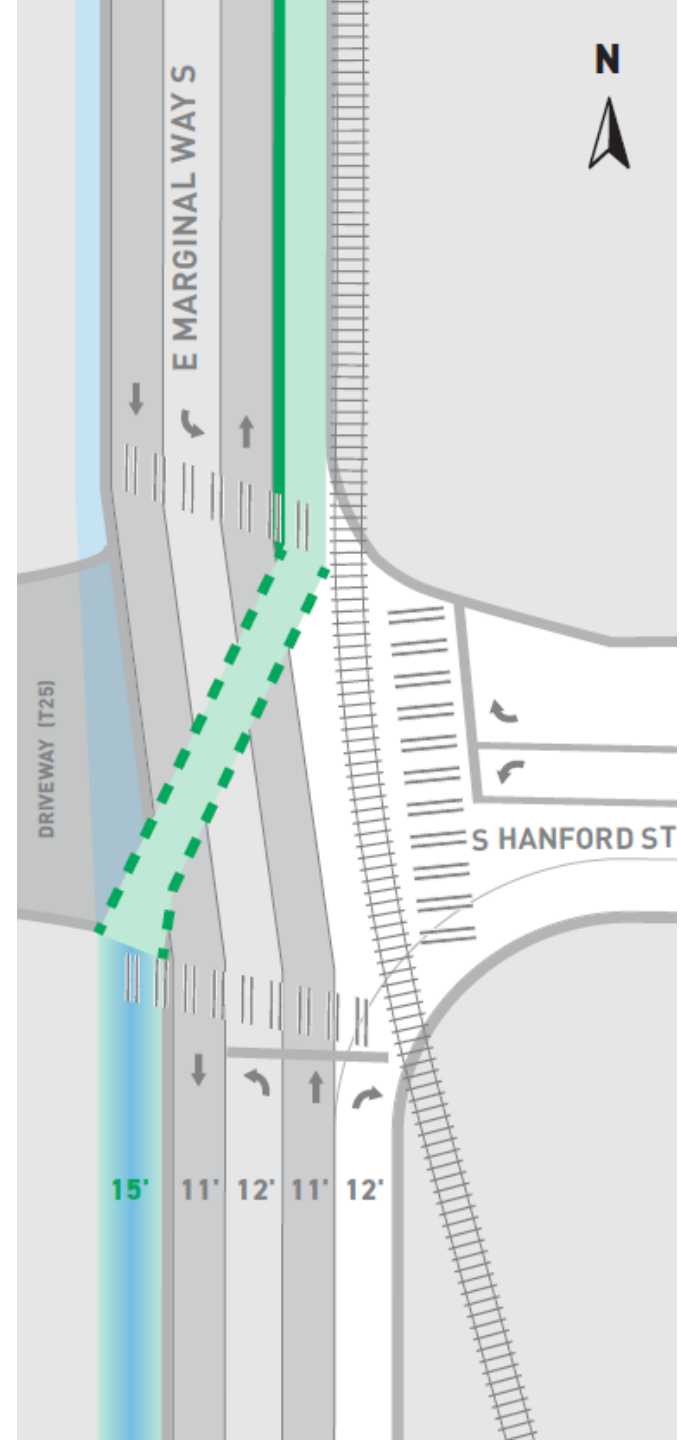 N
E MARGINAL WAY S
DRIVEWAY (T25)
S HANFORD ST
15' 11' 12' 11' 12'